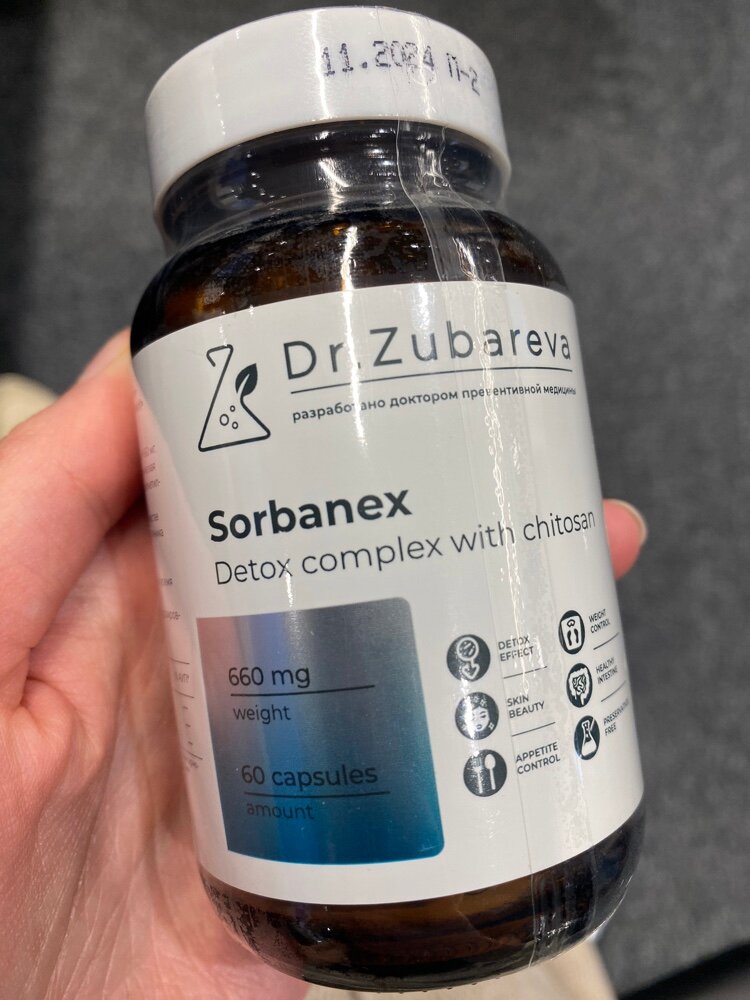 11.2024 П-2
Dr.Zubareva
разработано доктором превентивной медицины
Sorbanex
Detox complex with chitosan
660 mg
weight
60 capsules
amount
DETOX
EFFECT
SKIN
BEAUTY
APPETITE
CONTROL
WEIGHT
CONTROL
HEALTHY
INTESTINE
FREE